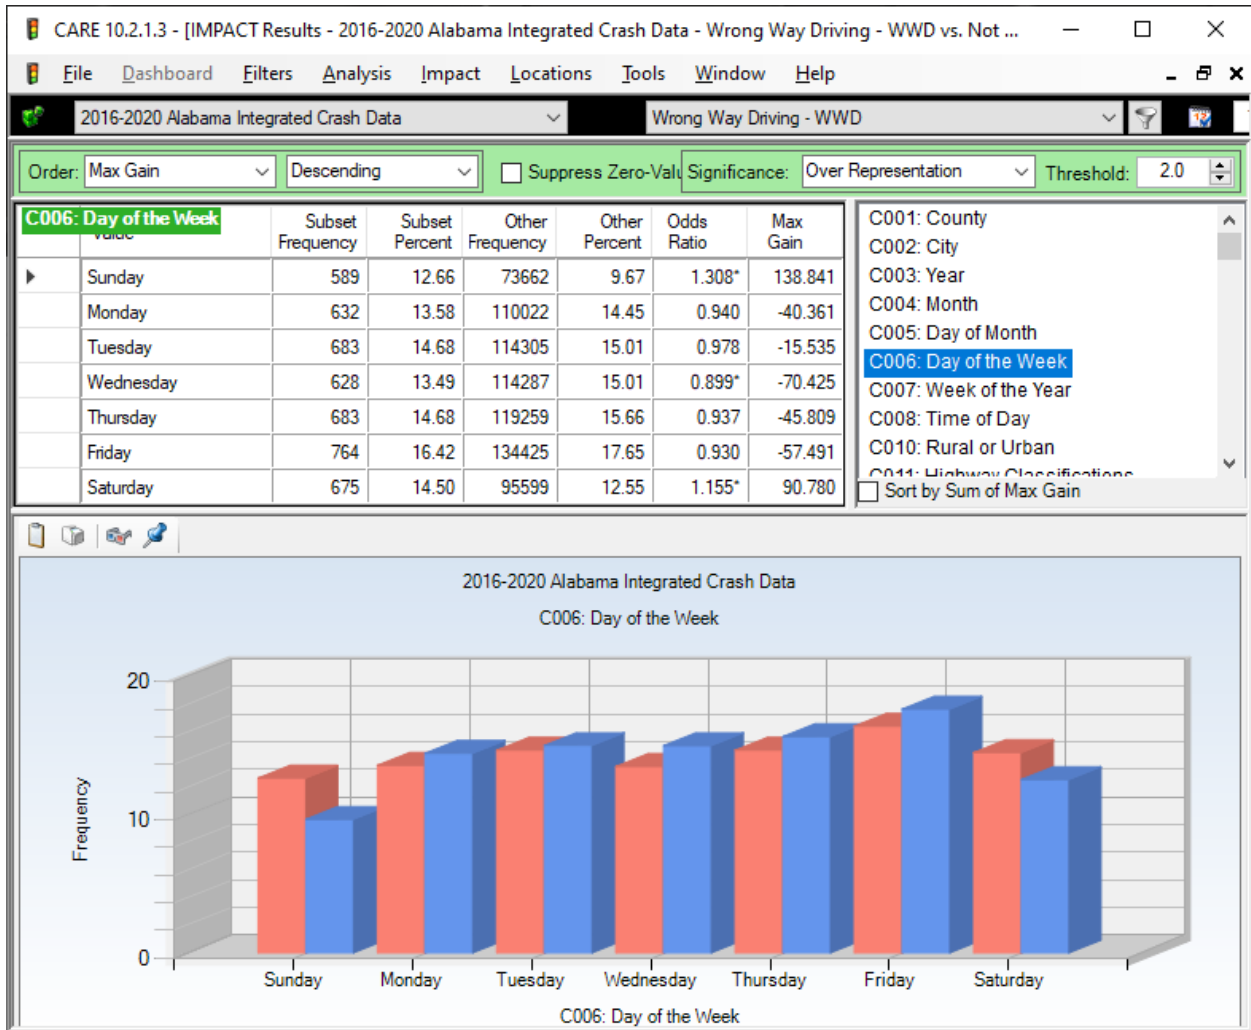 CARE 10.2.1.3 - [IMPACT Results - 2016-2020 Alabama Integrated Crash Data - Wrong Way Driving - WWD vs. Not ...
File Dashboard Filters Analysis Impact Locations Tools Window Help
2016-2020 Alabama Integrated Crash Data Wrong Way Driving - WWD
Order: Max Gain Descending Suppress Zero-Valu Significance: Over Representation Threshold: 2.0
C006: Day of the Week
Value Subset Frequency Subset Percent Other Frequency Other Percent Odds Ratio Max Gain
Sunday 589 12.66 73662 9.67 1.308* 138.841
Monday 632 13.58 110022 14.45 0.940 -40.361
Tuesday 683 14.68 114305 15.01 0.978 -15.535
Wednesday 628 13.49 114287 15.01 0.899* -70.425
Thursday 683 14.68 119259 15.66 0.937 -45.809
Friday 764 16.42 134425 17.65 0.930 -57.491
Saturday 675 14.50 95599 12.55 1.155* 90.780
C001: County
C002: City
C003: Year
C004: Month
C005: Day of Month
C006: Day of the Week
C007: Week of the Year
C008: Time of Day
C010: Rural or Urban
C011: Highway Classifications
Sort by Sum of Max Gain
2016-2020 Alabama Integrated Crash Data
C006: Day of the Week
Frequency
20
10
0
Sunday Monday Tuesday Wednesday Thursday Friday Saturday
C006: Day of the Week